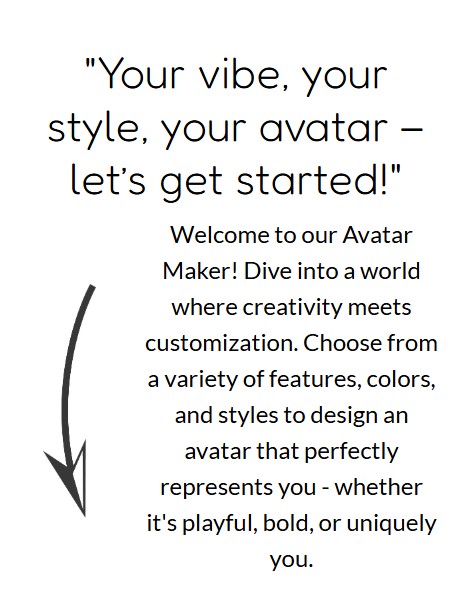 "Your vibe, your
style, your avatar –
let's get started!"
Welcome to our Avatar
Maker! Dive into a world
where creativity meets
customization. Choose from
a variety of features, colors,
and styles to design an
avatar that perfectly
represents you - whether
it's playful, bold, or uniquely
you.